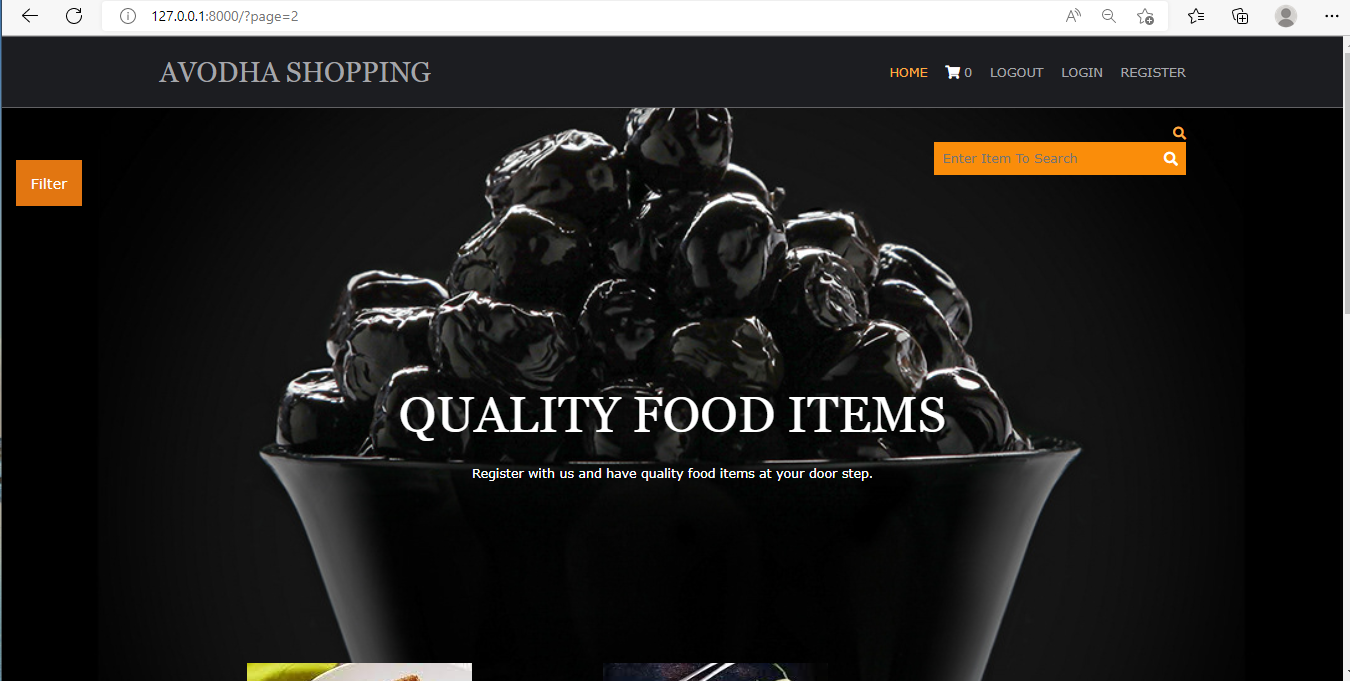 127.0.0.1:8000/?page=2
AVODHA SHOPPING
HOME 0 LOGOUT LOGIN REGISTER
Enter Item To Search
Filter
QUALITY FOOD ITEMS
Register with us and have quality food items at your door step.